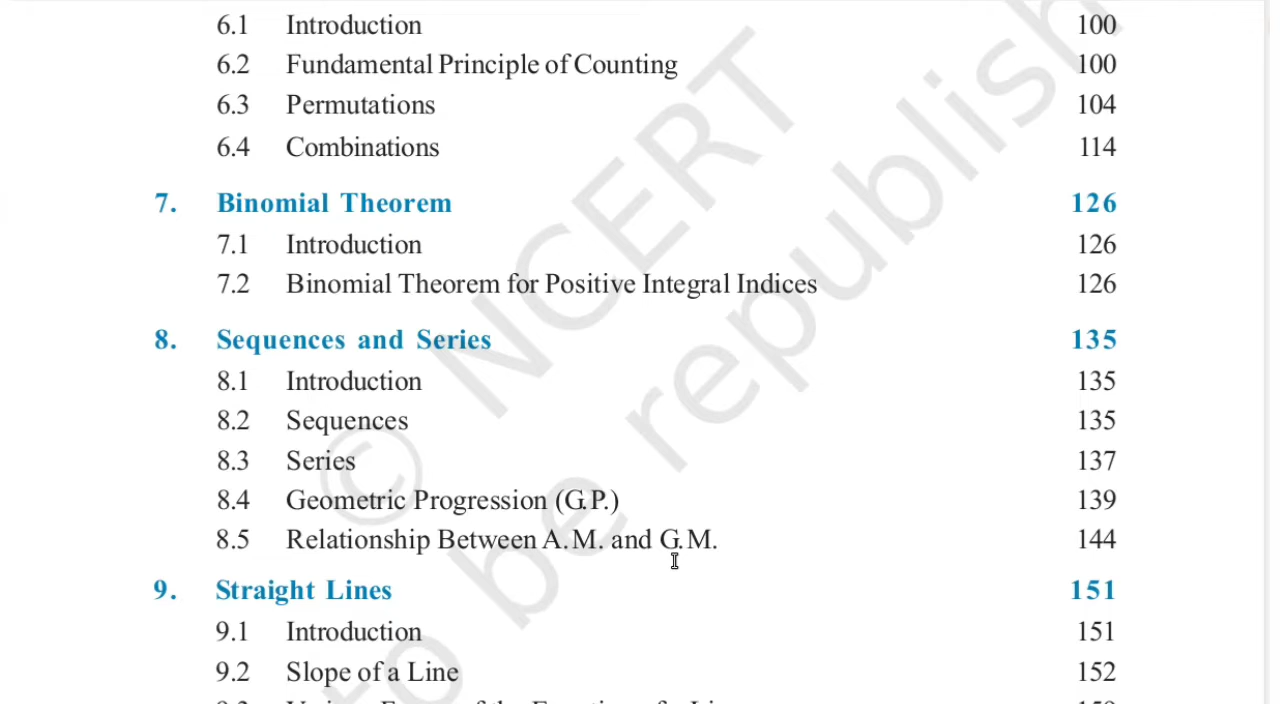 6.1 Introduction 100
6.2 Fundamental Principle of Counting 100
6.3 Permutations 104
6.4 Combinations 114
7. Binomial Theorem 126
7.1 Introduction 126
7.2 Binomial Theorem for Positive Integral Indices 126
8. Sequences and Series 135
8.1 Introduction 135
8.2 Sequences 135
8.3 Series 137
8.4 Geometric Progression (G.P.) 139
8.5 Relationship Between A.M. and G.M. 144
9. Straight Lines 151
9.1 Introduction 151
9.2 Slope of a Line 152
© NCERT
to be republish